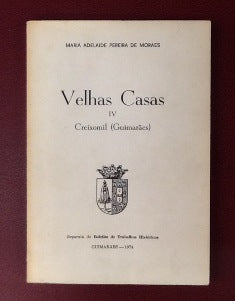 MARIA ADELAIDE PEREIRA DE MORAES
Velhas Casas
IV
Creixomil (Guimarães)
Separata do Boletim de Trabalhos Históricos
GUIMARÃES — 1974